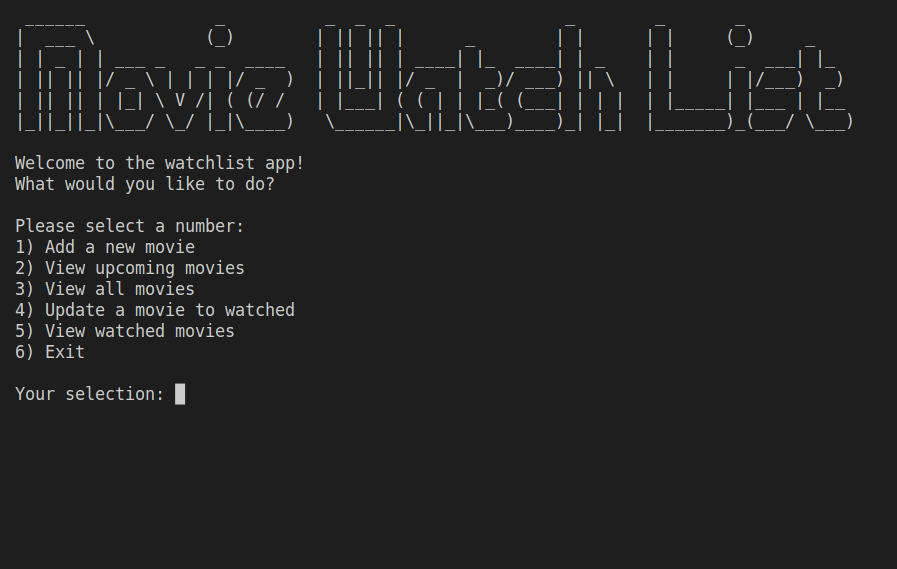 Movie Watch List
Welcome to the watchlist app!
What would you like to do?
Please select a number:
1) Add a new movie
2) View upcoming movies
3) View all movies
4) Update a movie to watched
5) View watched movies
6) Exit
Your selection: